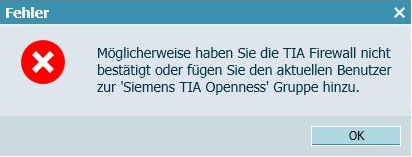 Fehler
Möglicherweise haben Sie die TIA Firewall nicht
bestätigt oder fügen Sie den aktuellen Benutzer
zur 'Siemens TIA Openness' Gruppe hinzu.
OK